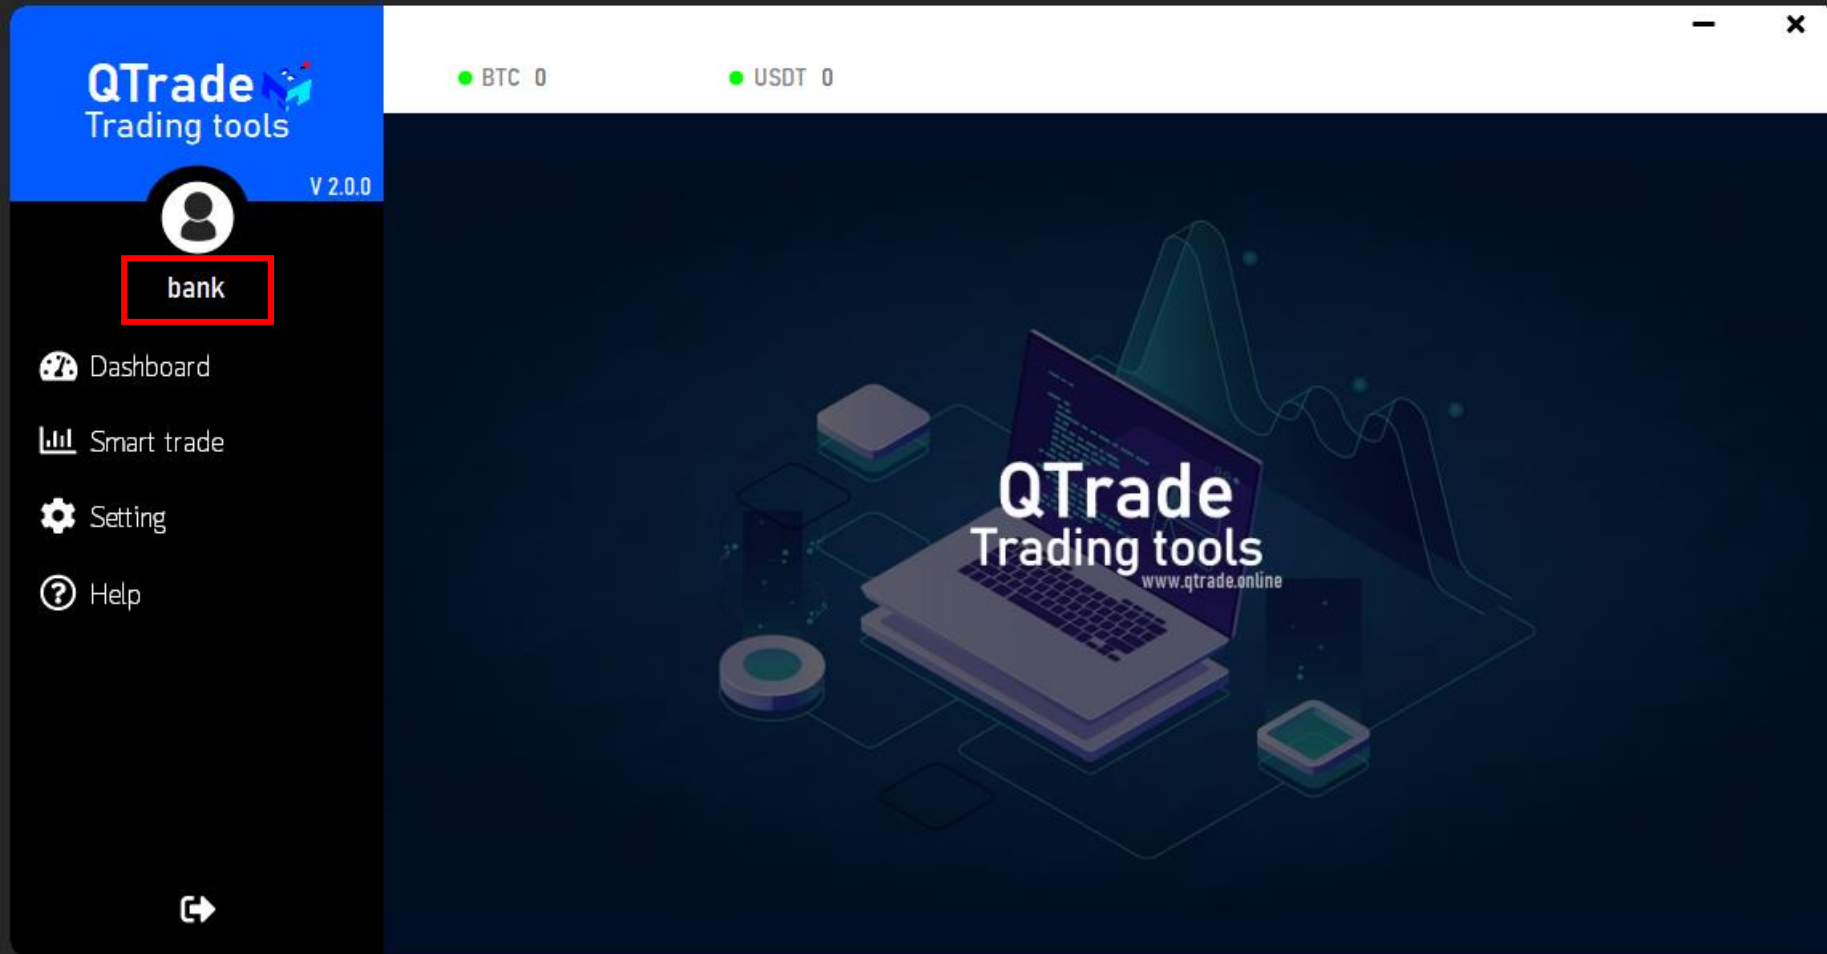 QTrade
Trading tools
V 2.0.0
bank
Dashboard
Smart trade
Setting
Help
BTC 0
USDT 0
QTrade
Trading tools
www.qtrade.online